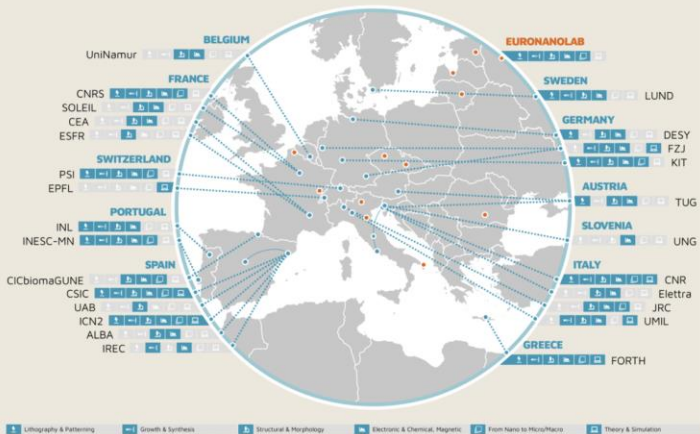 BELGIUM
UniNamur
FRANCE
CNRS
SOLEIL
CEA
ESFR
SWITZERLAND
PSI
EPFL
PORTUGAL
INL
INESC-MN
SPAIN
CICbiomaGUNE
CSIC
UAB
ICN2
ALBA
IREC
EURONANOLAB
SWEDEN
LUND
GERMANY
DESY
FZJ
KIT
AUSTRIA
TUG
SLOVENIA
UNG
ITALY
CNR
Elettra
JRC
UMIL
GREECE
FORTH
Lithography & Patterning Growth & Synthesis Structural & Morphology Electronic & Chemical, Magnetic From Nano to Micro/Macro Theory & Simulation